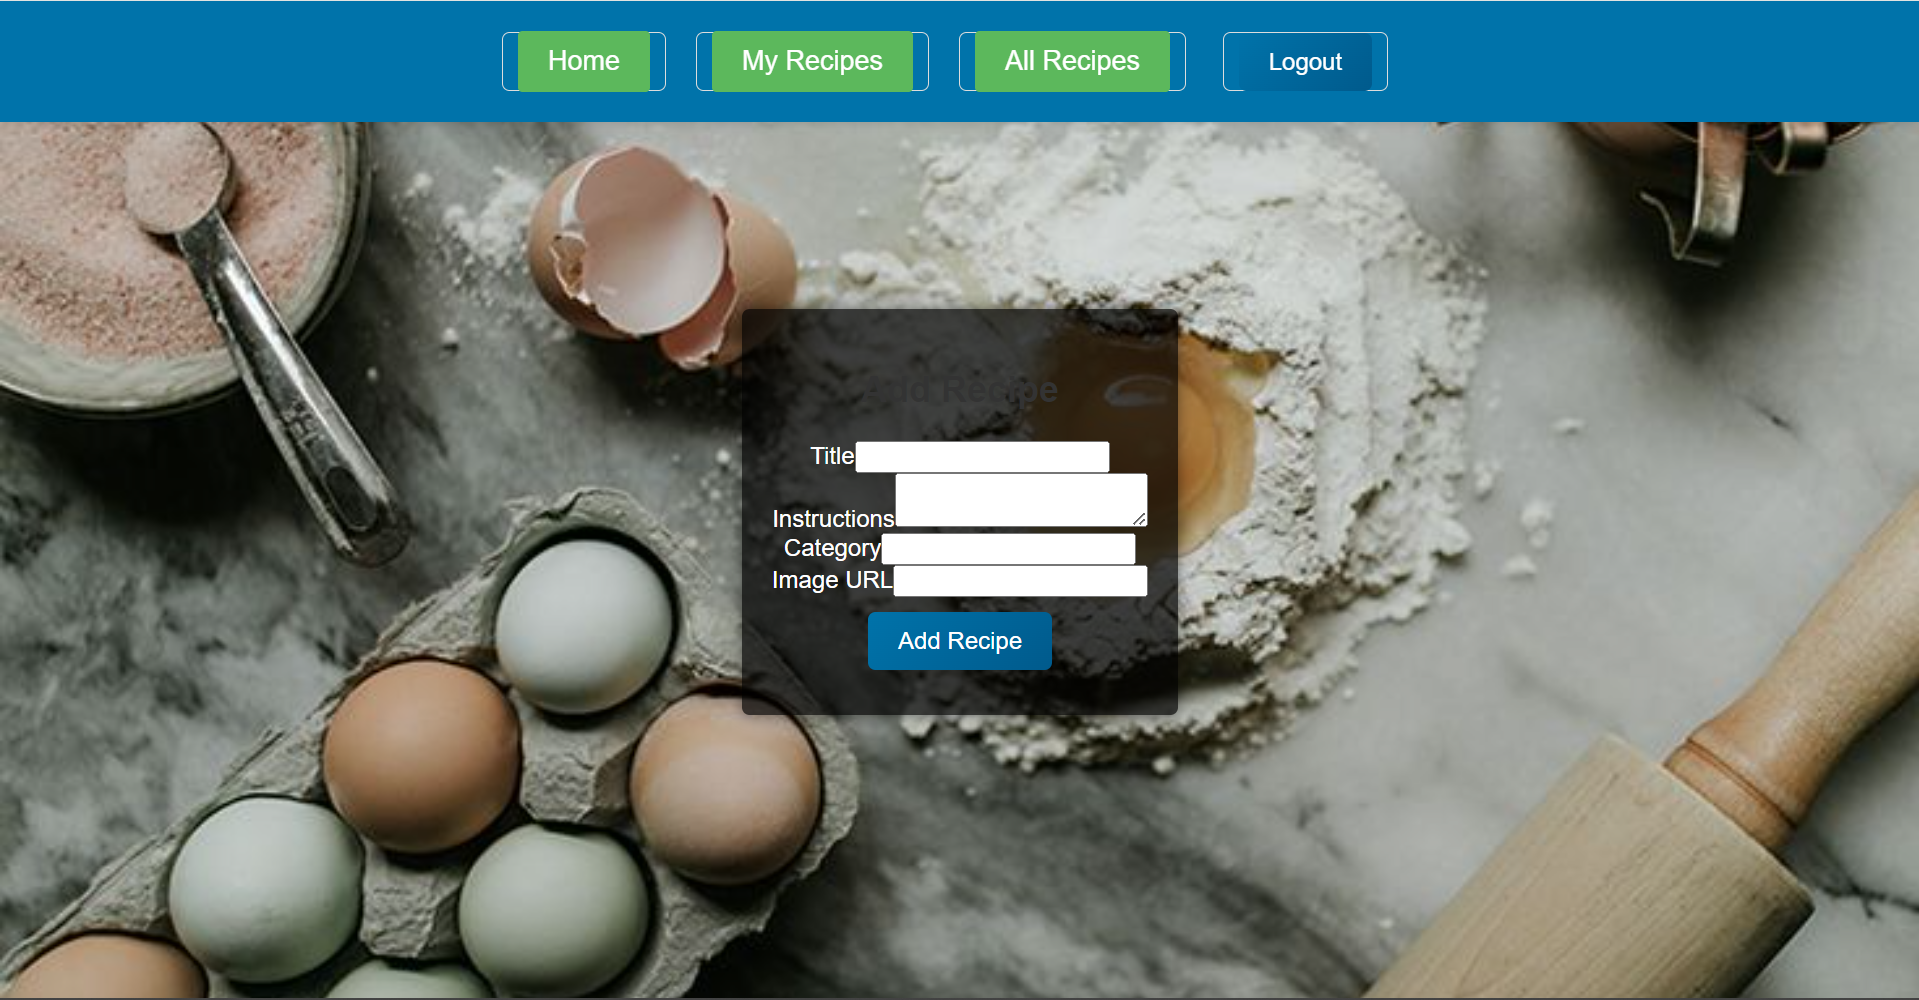 Home
My Recipes
All Recipes
Logout
Add Recipe
Title
Instructions
Category
Image URL
Add Recipe